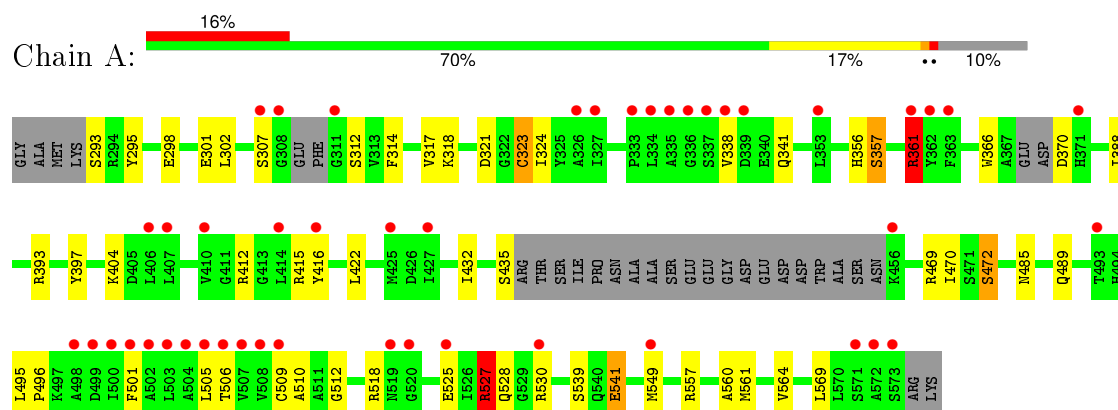 16%
Chain A:
70% 17% •• 10%
GLY ALA MET LYS S293 R294 Y295 E298 E301 L302 S307 G308 GLU PHE G311 S312 V313 F314 V317 K318 D321 G322 C323 I324 Y325 A326 I327 P333 L334 A335 G336 S337 V338 D339 E340 Q341 L353 H356 S357 R361 Y362 F363 W366 A367 GLU ASP D370 H371
R393 Y397 K404 D405 L406 L407 V410 G411 R412 G413 L414 R415 Y416 L422 M425 D426 I427 I432 S435 ARG THR SER ILE PRO ASN ALA ALA SER GLU GLU GLY ASP GLU ASP ASP TRP ALA SER ASN K456 R469 I470 S471 S472 N485 Q489 T493 H494
L495 P496 K497 A498 D499 I500 F501 A502 L503 A504 L505 T506 V507 V508 C509 A510 A511 G512 R518 N519 G520 E525 I526 R527 Q528 G529 R530 S539 Q540 E541 M549 R557 A560 M561 V564 L569 L570 S571 A572 S573 ARG LYS